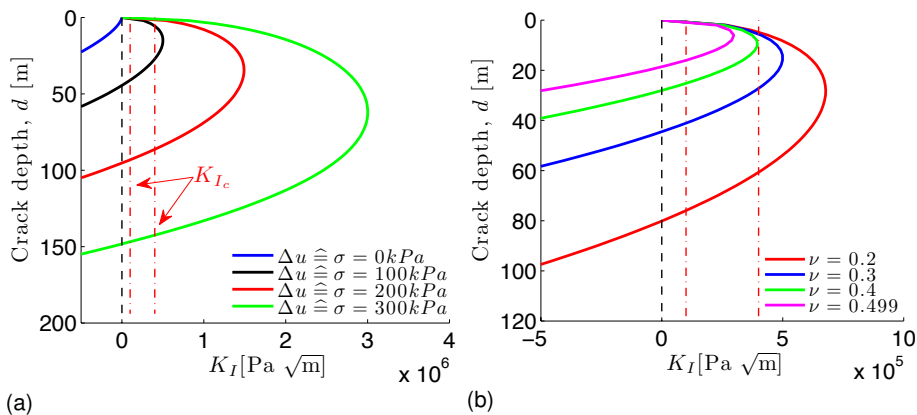 0
50
100
150
200
Crack depth, d [m]
K_{I_c}
Δu ≘ σ = 0kPa
Δu ≘ σ = 100kPa
Δu ≘ σ = 200kPa
Δu ≘ σ = 300kPa
0 1 2 3 4
K_I[Pa √m]
x 10^6
(a)
0
20
40
60
80
100
120
Crack depth, d [m]
ν = 0.2
ν = 0.3
ν = 0.4
ν = 0.499
−5 0 5 10
K_I[Pa √m]
x 10^5
(b)